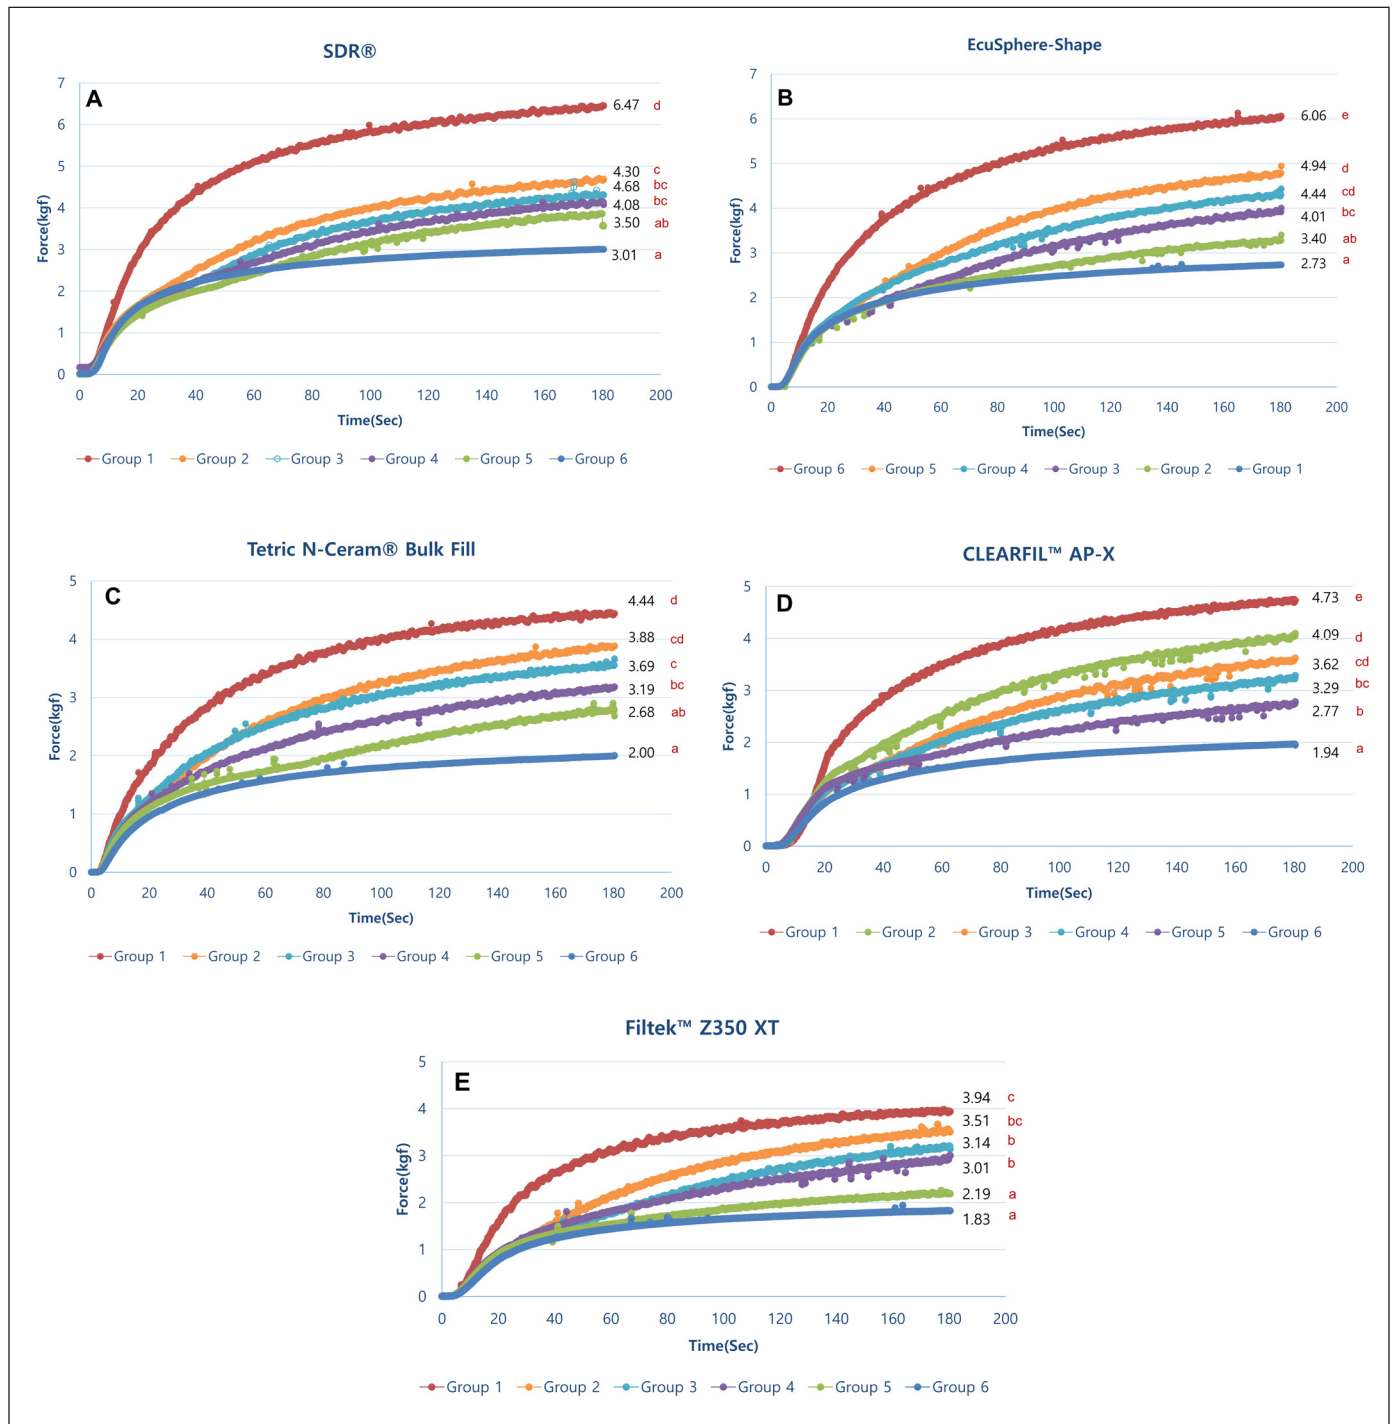 SDR®
A
7
6
5
4
3
2
1
0
Force(kgf)
6.47 d
4.30 c
4.68 bc
4.08 bc
3.50 ab
3.01 a
0 20 40 60 80 100 120 140 160 180 200
Time(Sec)
Group 1 Group 2 Group 3 Group 4 Group 5 Group 6
EcuSphere-Shape
B
7
6
5
4
3
2
1
0
Force(kgf)
6.06 e
4.94 d
4.44 cd
4.01 bc
3.40 ab
2.73 a
0 20 40 60 80 100 120 140 160 180 200
Time(Sec)
Group 6 Group 5 Group 4 Group 3 Group 2 Group 1
Tetric N-Ceram® Bulk Fill
C
5
4
3
2
1
0
Force(kgf)
4.44 d
3.88 cd
3.69 c
3.19 bc
2.68 ab
2.00 a
0 20 40 60 80 100 120 140 160 180 200
Time(Sec)
Group 1 Group 2 Group 3 Group 4 Group 5 Group 6
CLEARFIL™ AP-X
D
5
4
3
2
1
0
Force(kgf)
4.73 e
4.09 d
3.62 cd
3.29 bc
2.77 b
1.94 a
0 20 40 60 80 100 120 140 160 180 200
Time(Sec)
Group 1 Group 2 Group 3 Group 4 Group 5 Group 6
Filtek™ Z350 XT
E
5
4
3
2
1
0
Force(kgf)
3.94 c
3.51 bc
3.14 b
3.01 b
2.19 a
1.83 a
0 20 40 60 80 100 120 140 160 180 200
Time(Sec)
Group 1 Group 2 Group 3 Group 4 Group 5 Group 6